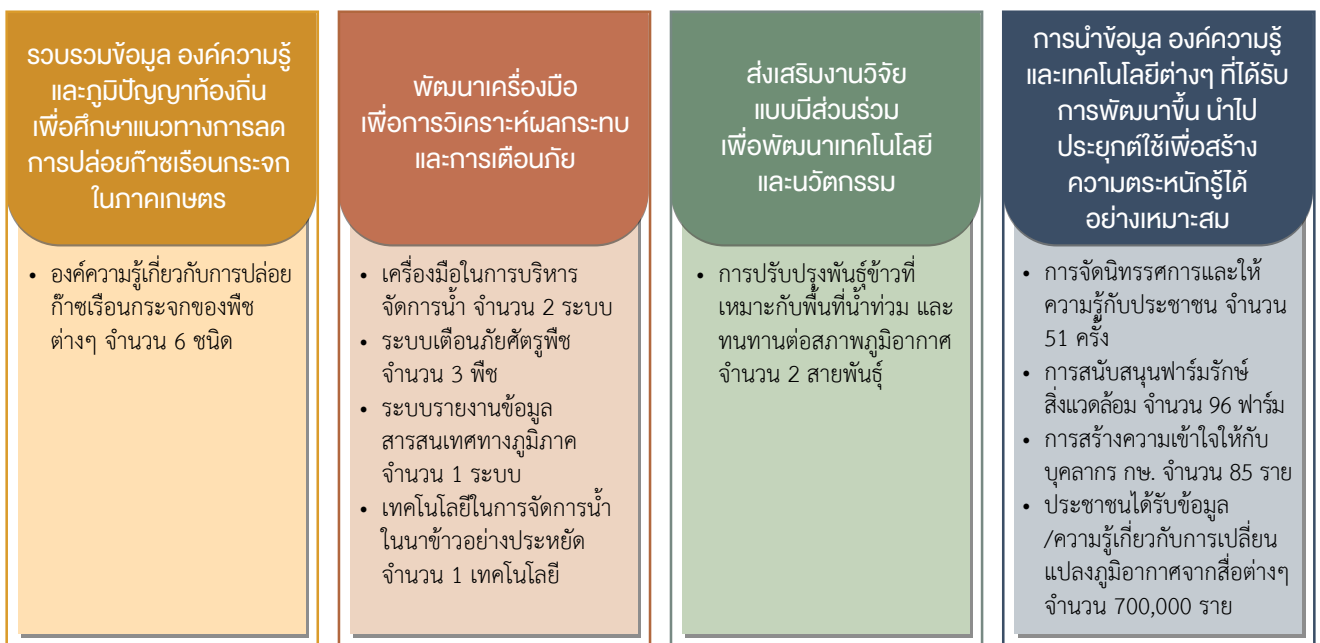 รวบรวมข้อมูล องค์ความรู้
และภูมิปัญญาท้องถิ่น
เพื่อศึกษาแนวทางการลด
การปล่อยก๊าซเรือนกระจก
ในภาคเกษตร
• องค์ความรู้เกี่ยวกับการปล่อย
ก๊าซเรือนกระจกของพืช
ต่างๆ จำนวน 6 ชนิด
พัฒนาเครื่องมือ
เพื่อการวิเคราะห์ผลกระทบ
และการเตือนภัย
• เครื่องมือในการบริหาร
จัดการน้ำ จำนวน 2 ระบบ
• ระบบเตือนภัยศัตรูพืช
จำนวน 3 พืช
• ระบบรายงานข้อมูล
สารสนเทศทางภูมิภาค
จำนวน 1 ระบบ
• เทคโนโลยีในการจัดการน้ำ
ในนาข้าวอย่างประหยัด
จำนวน 1 เทคโนโลยี
ส่งเสริมงานวิจัย
แบบมีส่วนร่วม
เพื่อพัฒนาเทคโนโลยี
และนวัตกรรม
• การปรับปรุงพันธุ์ข้าวที่
เหมาะกับพื้นที่น้ำท่วม และ
ทนทานต่อสภาพภูมิอากาศ
จำนวน 2 สายพันธุ์
การนำข้อมูล องค์ความรู้
และเทคโนโลยีต่างๆ ที่ได้รับ
การพัฒนาขึ้น นำไป
ประยุกต์ใช้เพื่อสร้าง
ความตระหนักรู้ได้
อย่างเหมาะสม
• การจัดนิทรรศการและให้
ความรู้กับประชาชน จำนวน
51 ครั้ง
• การสนับสนุนฟาร์มรักษ์
สิ่งแวดล้อม จำนวน 96 ฟาร์ม
• การสร้างความเข้าใจให้กับ
บุคลากร กษ. จำนวน 85 ราย
• ประชาชนได้รับข้อมูล
/ความรู้เกี่ยวกับการเปลี่ยน
แปลงภูมิอากาศจากสื่อต่างๆ
จำนวน 700,000 ราย